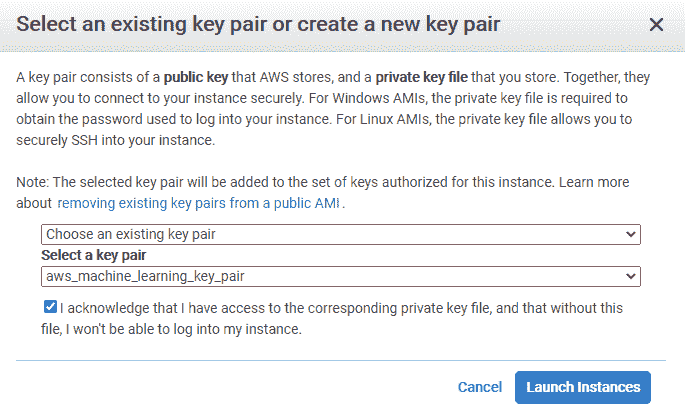 Select an existing key pair or create a new key pair
A key pair consists of a public key that AWS stores, and a private key file that you store. Together, they
allow you to connect to your instance securely. For Windows AMIs, the private key file is required to
obtain the password used to log into your instance. For Linux AMIs, the private key file allows you to
securely SSH into your instance.
Note: The selected key pair will be added to the set of keys authorized for this instance. Learn more
about removing existing key pairs from a public AMI.
Choose an existing key pair
Select a key pair
aws_machine_learning_key_pair
I acknowledge that I have access to the corresponding private key file, and that without this
file, I won't be able to log into my instance.
Cancel
Launch Instances